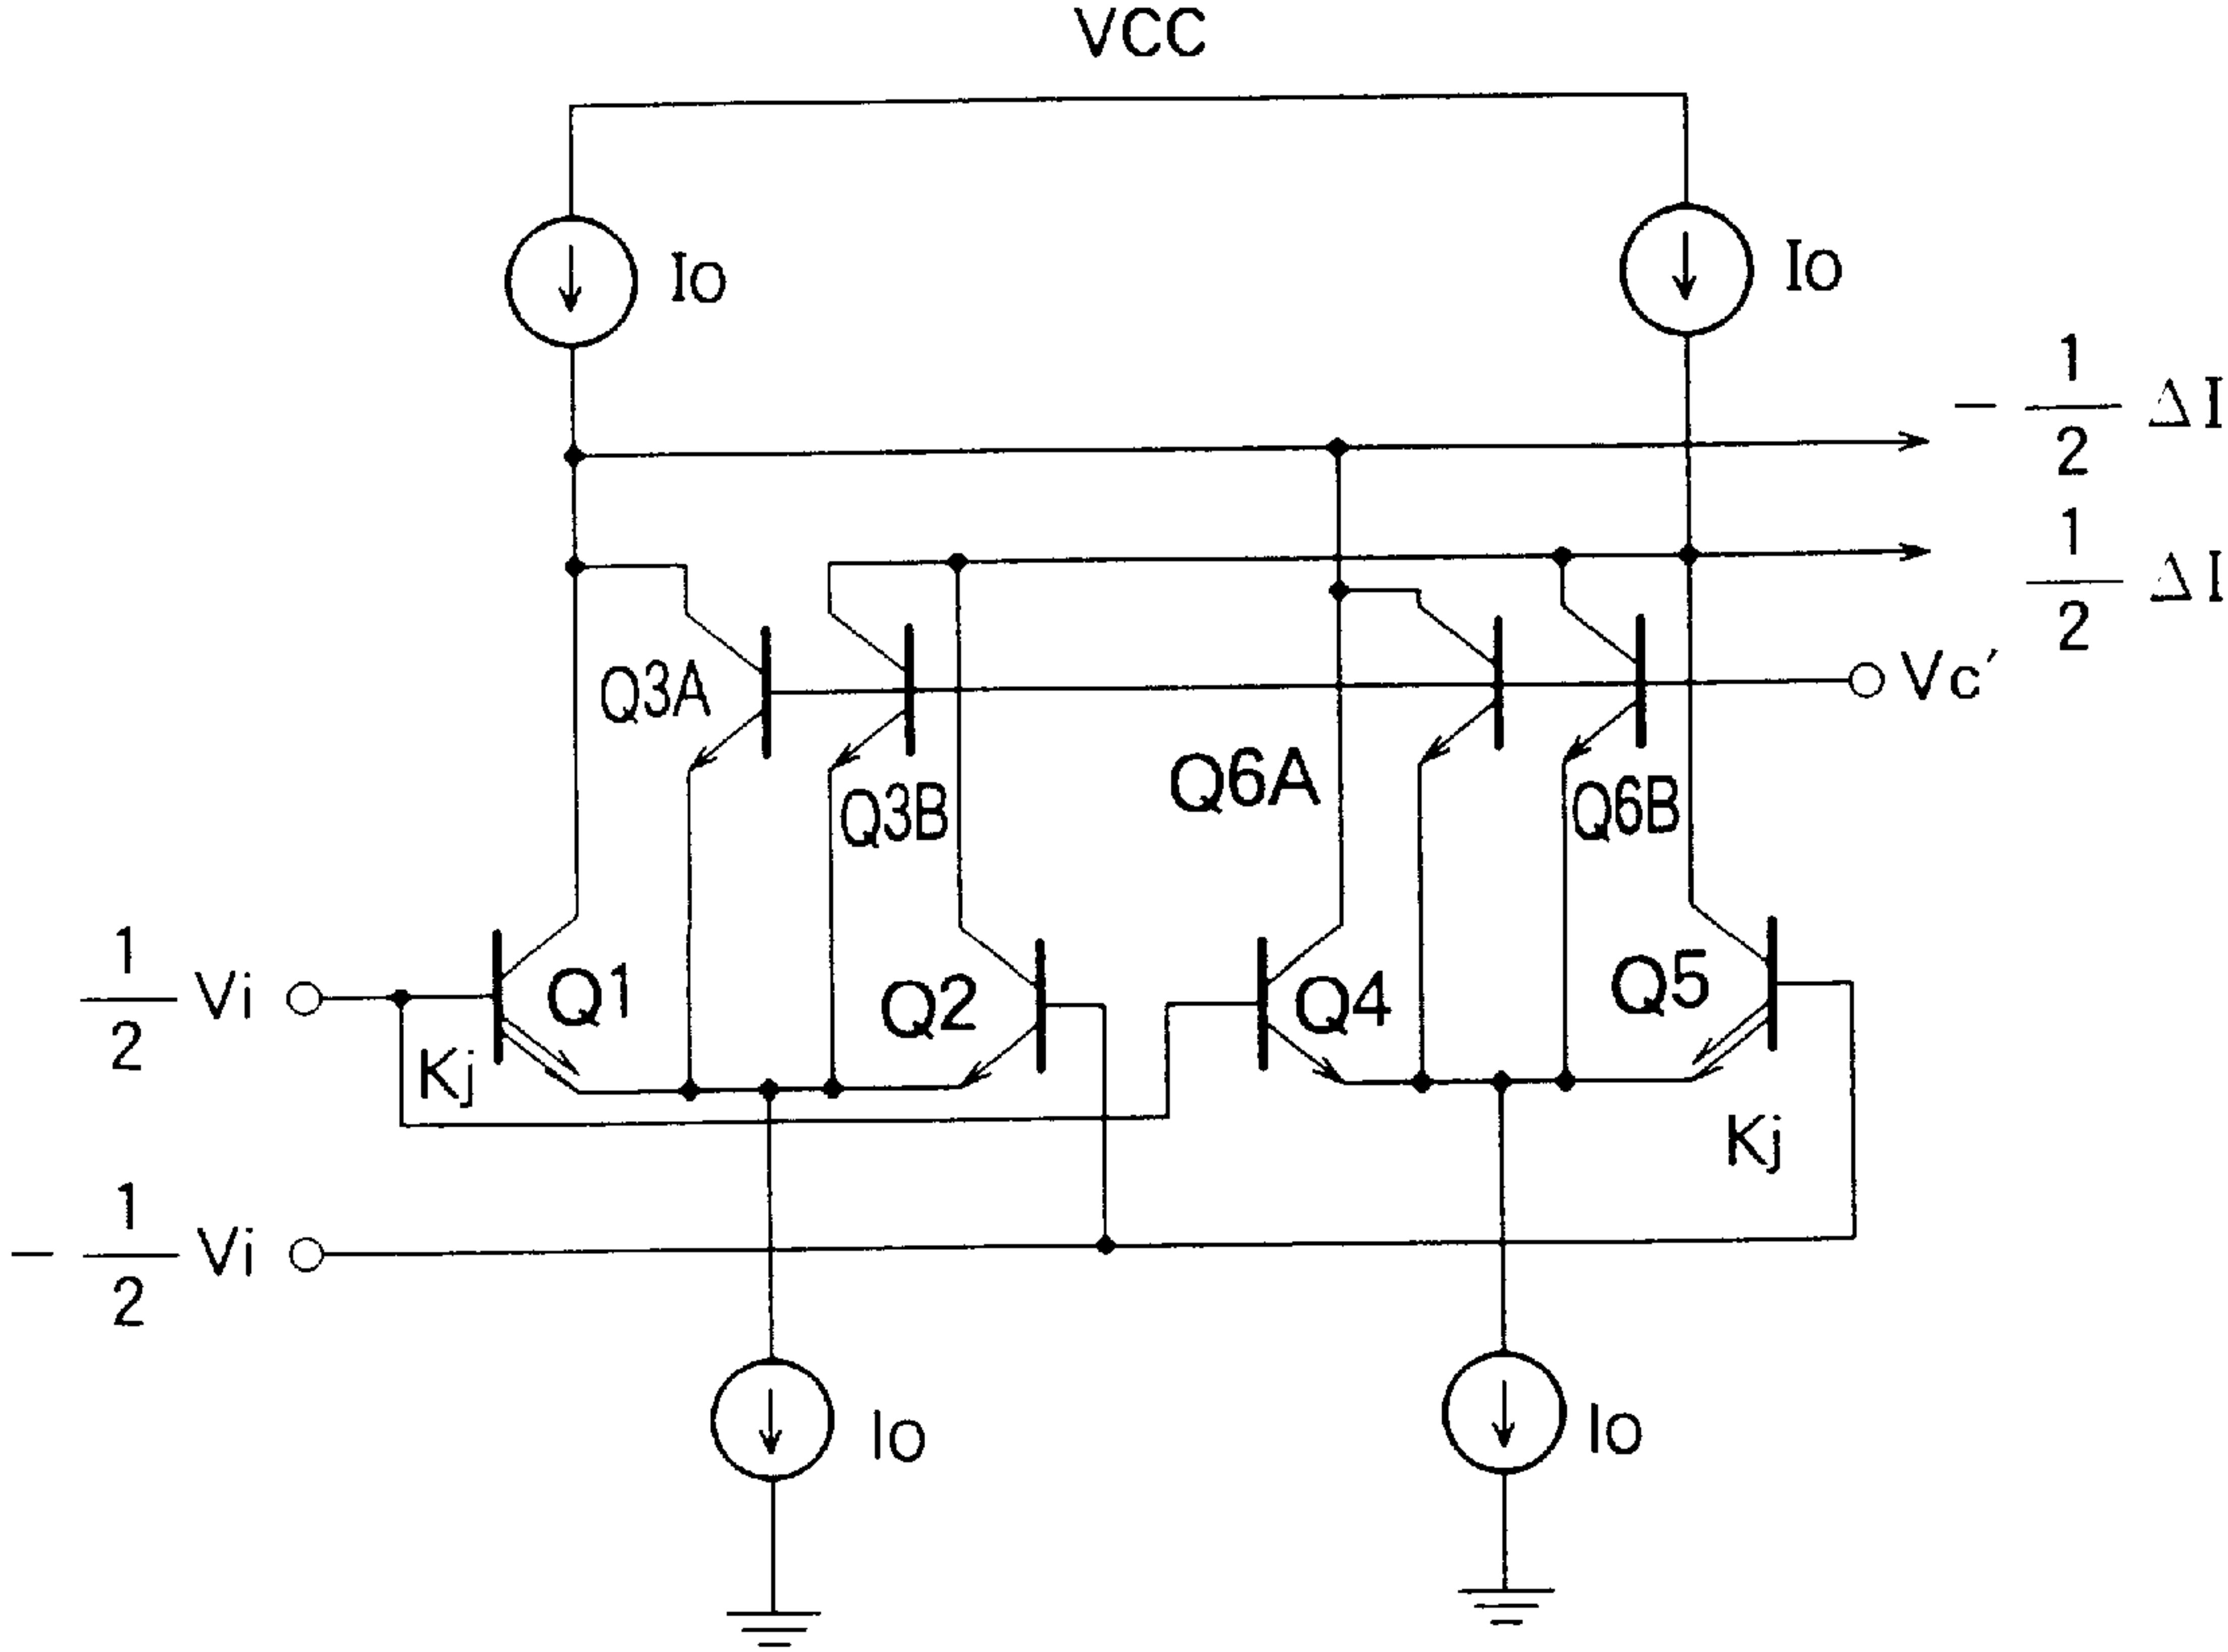 VCC
Io
Io
- 1/2 ΔI
1/2 ΔI
Vc′
Q3A
Q3B
Q6A
Q6B
1/2 Vi
Q1
Kj
Q2
Q4
Q5
Kj
- 1/2 Vi
Io
Io